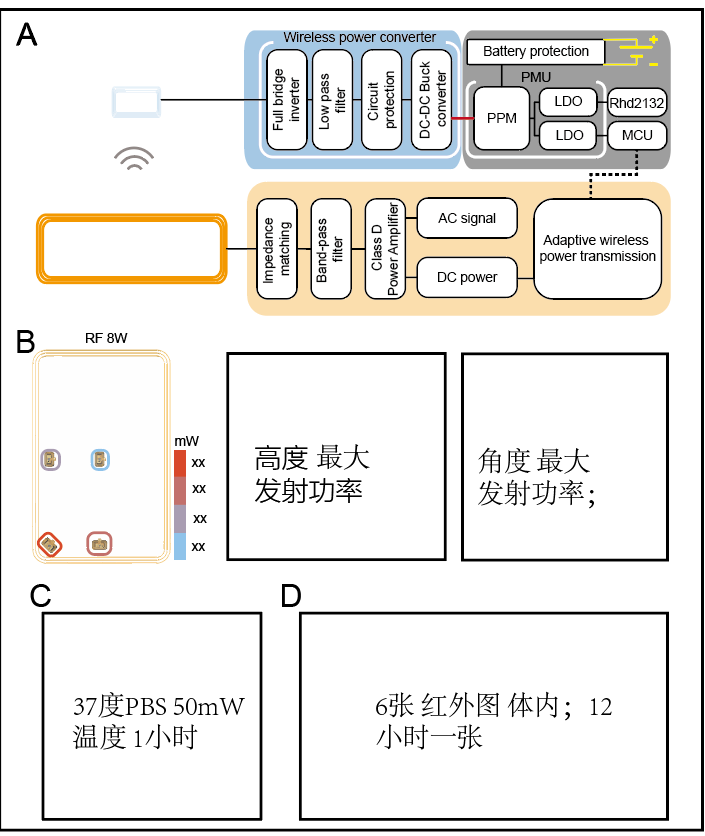 A
Wireless power converter
Full bridge
inverter
Low pass
filter
Circuit
protection
DC-DC Buck
converter
Battery protection
+
-
PMU
PPM
LDO
LDO
Rhd2132
MCU
Impedance
matching
Band-pass
filter
Class D
Power Amplifier
AC signal
DC power
Adaptive wireless
power transmission
B
RF 8W
mW
xx
xx
xx
xx
高度 最大
发射功率
角度 最大
发射功率；
C
37度PBS 50mW
温度 1小时
D
6张 红外图 体内；12
小时一张